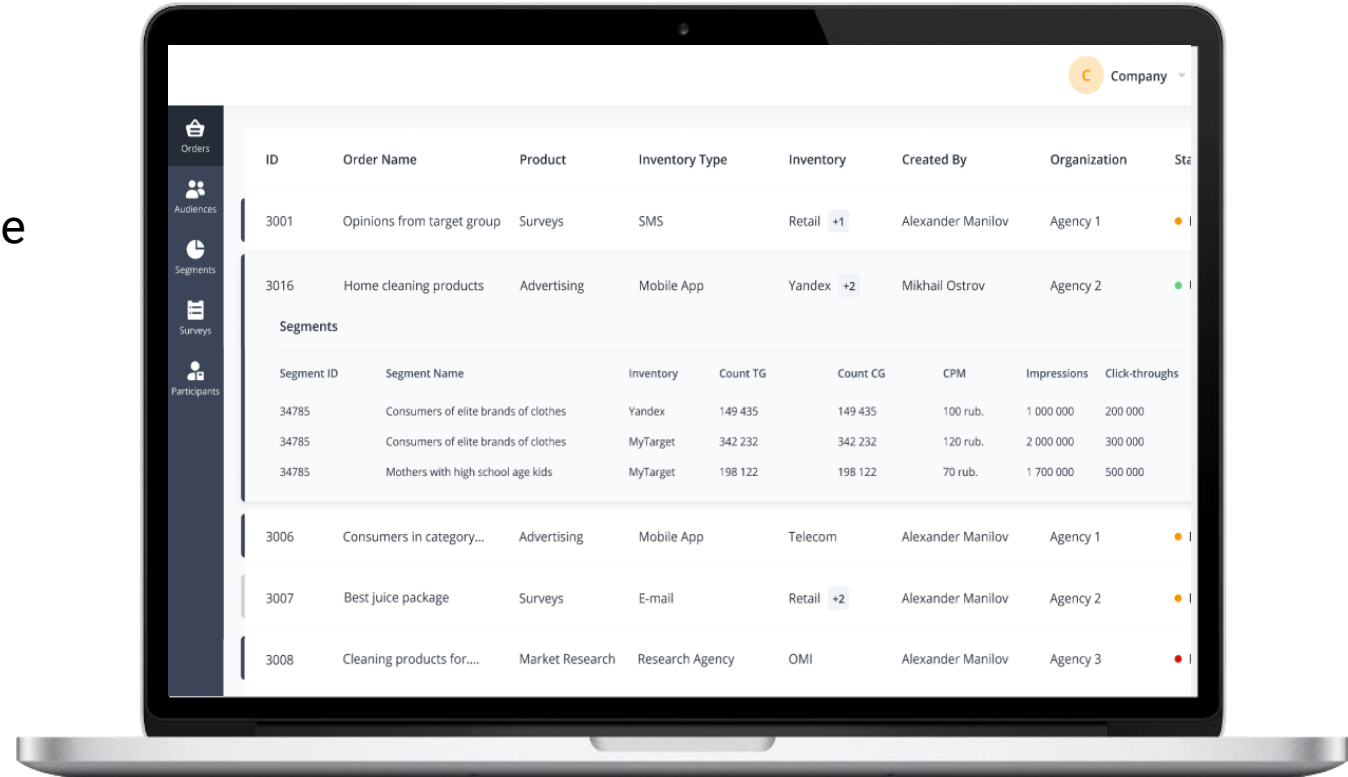 e
C Company
Orders
Audiences
Segments
Surveys
Participants
ID Order Name Product Inventory Type Inventory Created By Organization
3001 Opinions from target group Surveys SMS Retail +1 Alexander Manilov Agency 1
3016 Home cleaning products Advertising Mobile App Yandex +2 Mikhail Ostrov Agency 2
Segments
Segment ID Segment Name Inventory Count TG Count CG CPM Impressions Click-throughs
34785 Consumers of elite brands of clothes Yandex 149 435 149 435 100 rub. 1 000 000 200 000
34785 Consumers of elite brands of clothes MyTarget 342 232 342 232 120 rub. 2 000 000 300 000
34785 Mothers with high school age kids MyTarget 198 122 198 122 70 rub. 1 700 000 500 000
3006 Consumers in category... Advertising Mobile App Telecom Alexander Manilov Agency 1
3007 Best juice package Surveys E-mail Retail +2 Alexander Manilov Agency 2
3008 Cleaning products for.... Market Research Research Agency OMI Alexander Manilov Agency 3